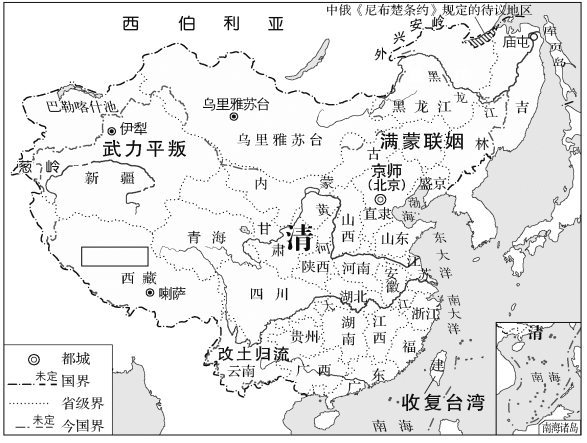 中俄《尼布楚条约》规定的待议地区
西伯利亚
外兴安岭
庙屯
库页岛
巴勒喀什池
乌里雅苏台
黑龙江
黑龙江
吉林
伊犁
武力平叛
乌里雅苏台
满蒙联姻
葱岭
新疆
内蒙古
京师
(北京)
盛京
直隶
渤海
甘肃
清
黄河
山西
山东
东大洋
青海
陕西
河南
江苏
安徽
西藏
喇萨
四川
湖北
大江
浙江
南大洋
贵州
湖南
江西
福建
改土归流
云南
广西
广东
收复台湾
南海
都城
未定
国界
省级界
未定
今国界
清
南海
南海诸岛